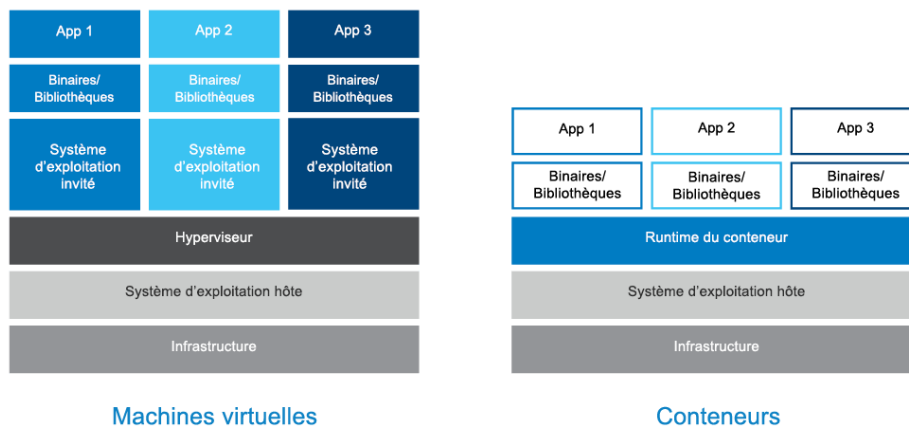 App 1
App 2
App 3
Binaires/
Bibliothèques
Binaires/
Bibliothèques
Binaires/
Bibliothèques
Système
d'exploitation
invité
Système
d'exploitation
invité
Système
d'exploitation
invité
Hyperviseur
Système d'exploitation hôte
Infrastructure
Machines virtuelles
App 1
App 2
App 3
Binaires/
Bibliothèques
Binaires/
Bibliothèques
Binaires/
Bibliothèques
Runtime du conteneur
Système d'exploitation hôte
Infrastructure
Conteneurs